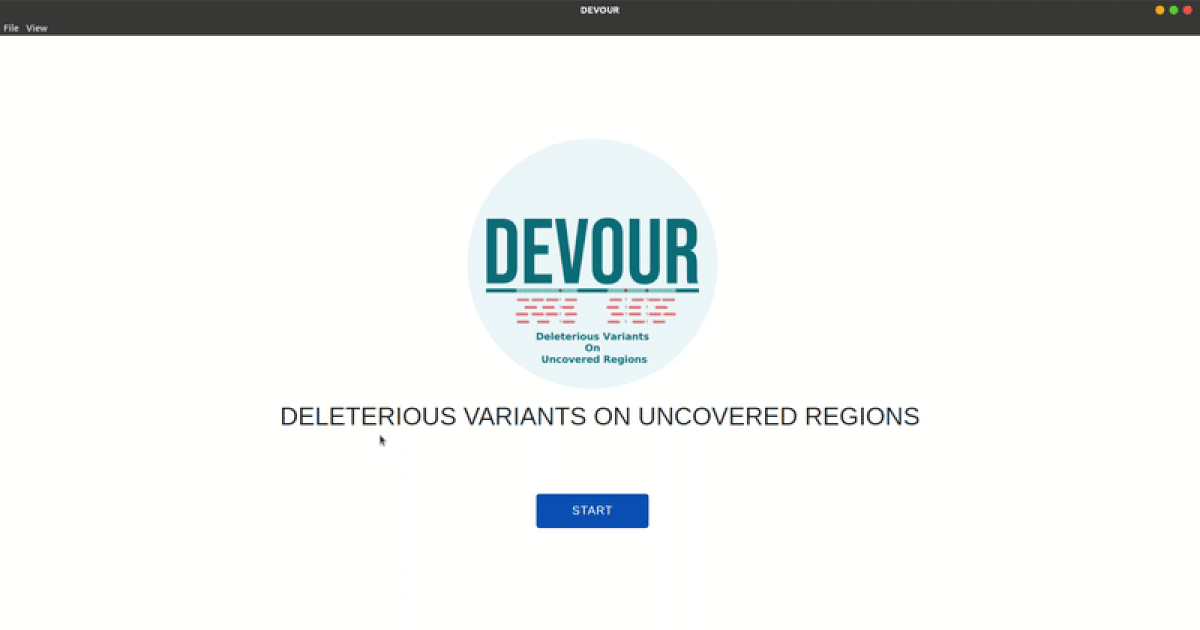 DEVOUR
File View
DEVOUR
Deleterious Variants
On
Uncovered Regions
DELETERIOUS VARIANTS ON UNCOVERED REGIONS
START